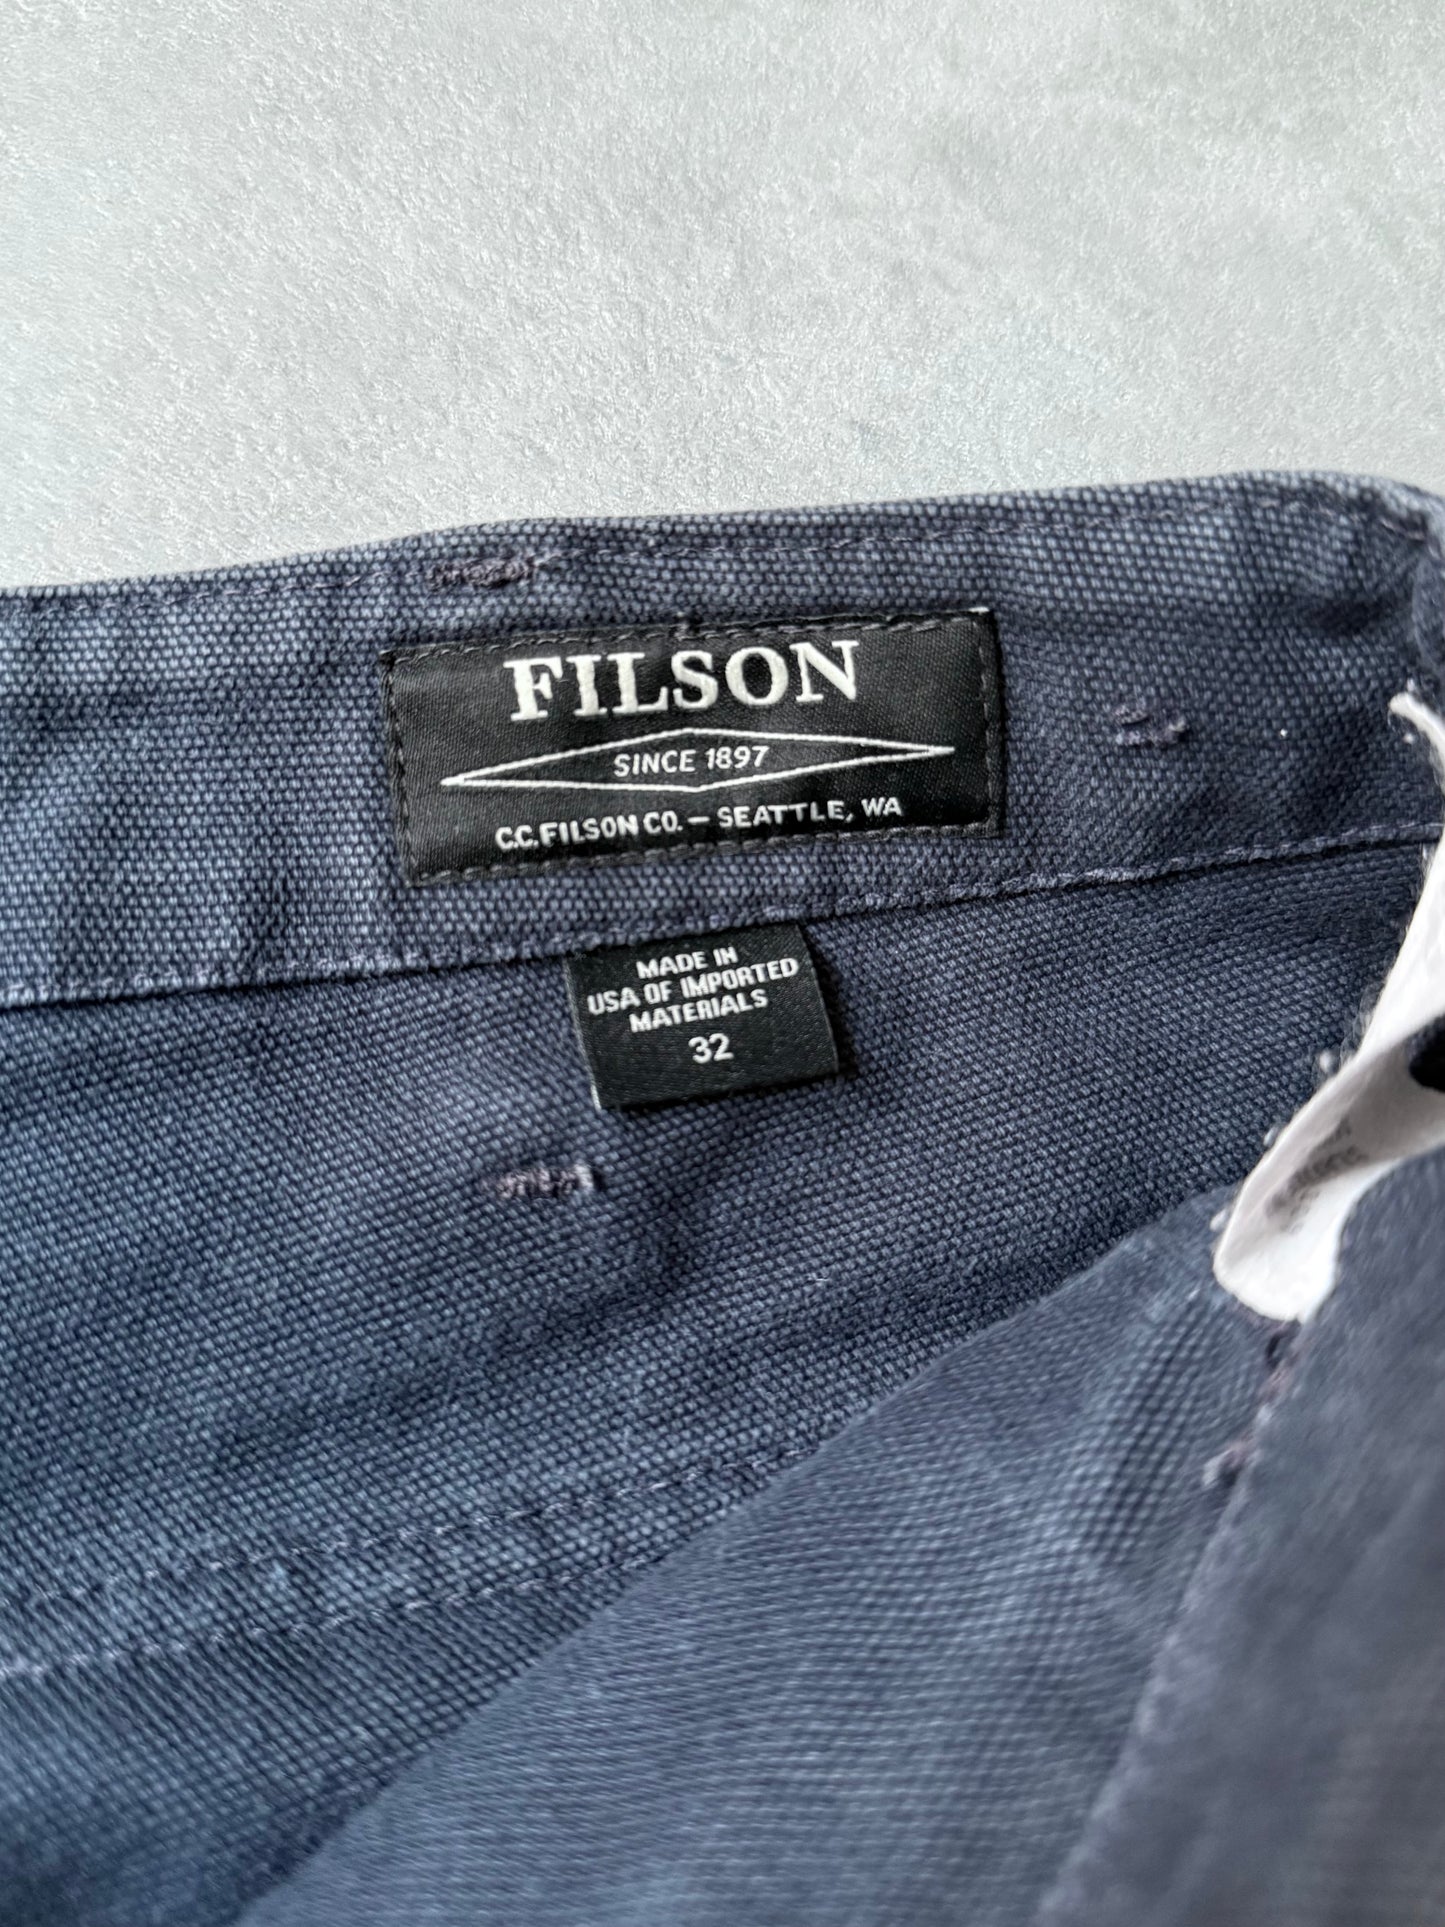 FILSON
SINCE 1897
C.C.FILSON CO. – SEATTLE, WA
MADE IN
USA OF IMPORTED
MATERIALS
32